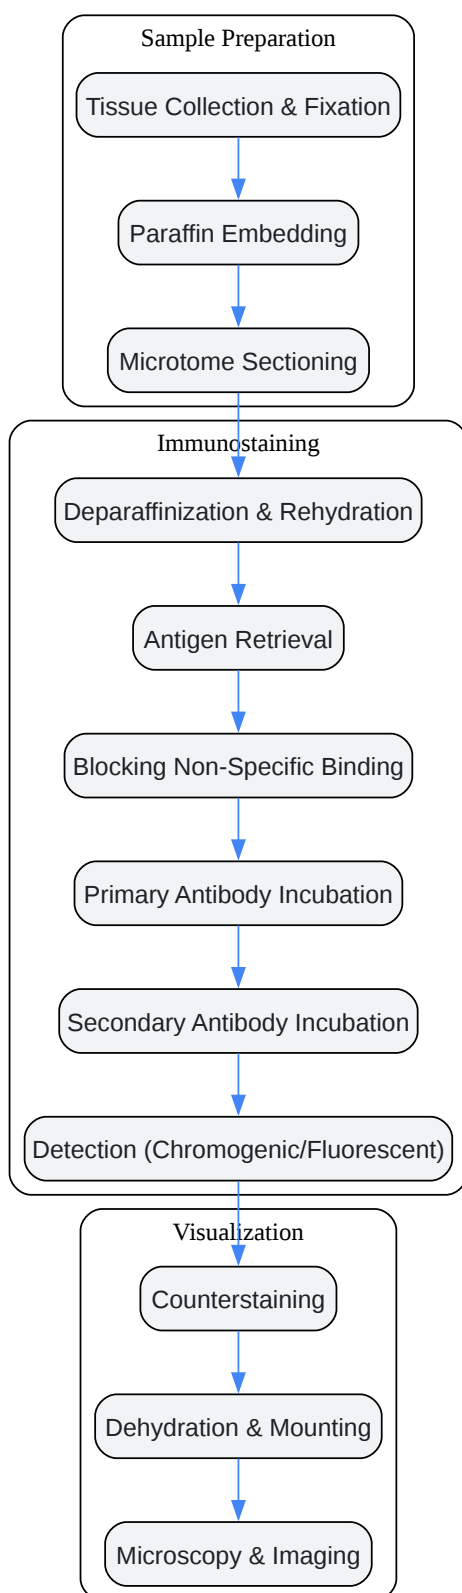 Sample Preparation
Tissue Collection & Fixation
Paraffin Embedding
Microtome Sectioning
Immunostaining
Deparaffinization & Rehydration
Antigen Retrieval
Blocking Non-Specific Binding
Primary Antibody Incubation
Secondary Antibody Incubation
Detection (Chromogenic/Fluorescent)
Visualization
Counterstaining
Dehydration & Mounting
Microscopy & Imaging